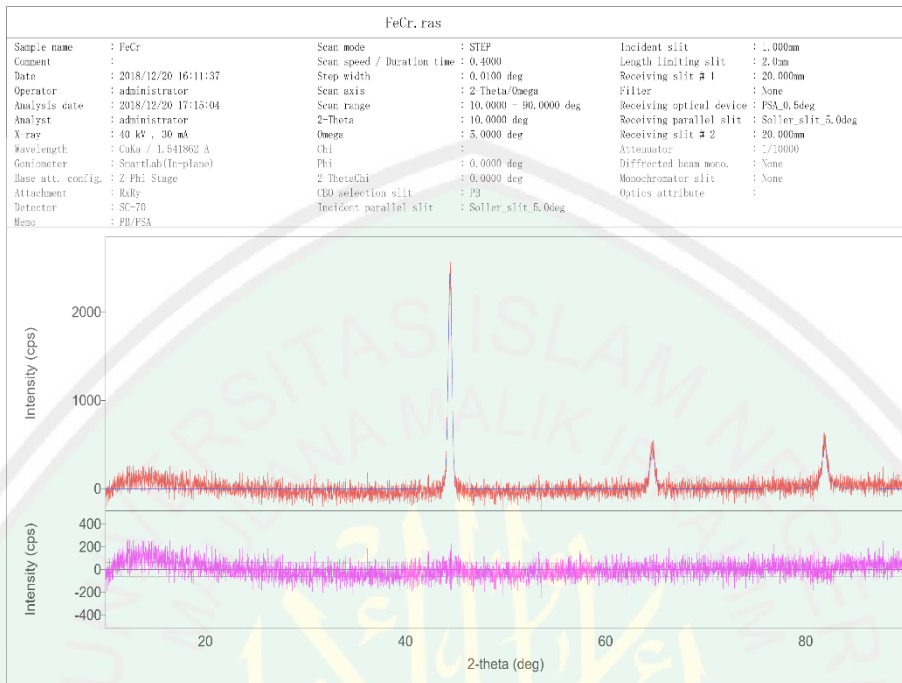 FeCr.ras
Sample name : FeCr Scan mode : STEP Incident slit : 1.000mm
Comment : Scan speed / Duration time : 0.4000 Length limiting slit : 2.0mm
Date : 2018/12/20 16:11:37 Step width : 0.0100 deg Receiving slit # 1 : 20.000mm
Operator : administrator Scan axis : 2-Theta/Omega Filter : None
Analysis date : 2018/12/20 17:15:04 Scan range : 10.0000 - 90.0000 deg Receiving optical device : PSA_0.5deg
Analyst : administrator 2-Theta : 10.0000 deg Receiving parallel slit : Soller_slit_5.0deg
X-ray : 40 kV , 30 mA Omega : 5.0000 deg Receiving slit # 2 : 20.000mm
Wavelength : CuKa / 1.541862 A Chi : Attenuator : 1/10000
Goniometer : SmartLab(In-plane) Phi : 0.0000 deg Diffracted beam mono. : None
Base att. config. : Z Phi Stage 2 ThetaChi : 0.0000 deg Monochromator slit : None
Attachment : RxRy CBO selection slit : PB Optics attribute :
Detector : SC-70 Incident parallel slit : Soller_slit_5.0deg
Memo : PB/PSA
Intensity (cps)
2000
1000
0
Intensity (cps)
400
200
0
-200
-400
20 40 60 80
2-theta (deg)